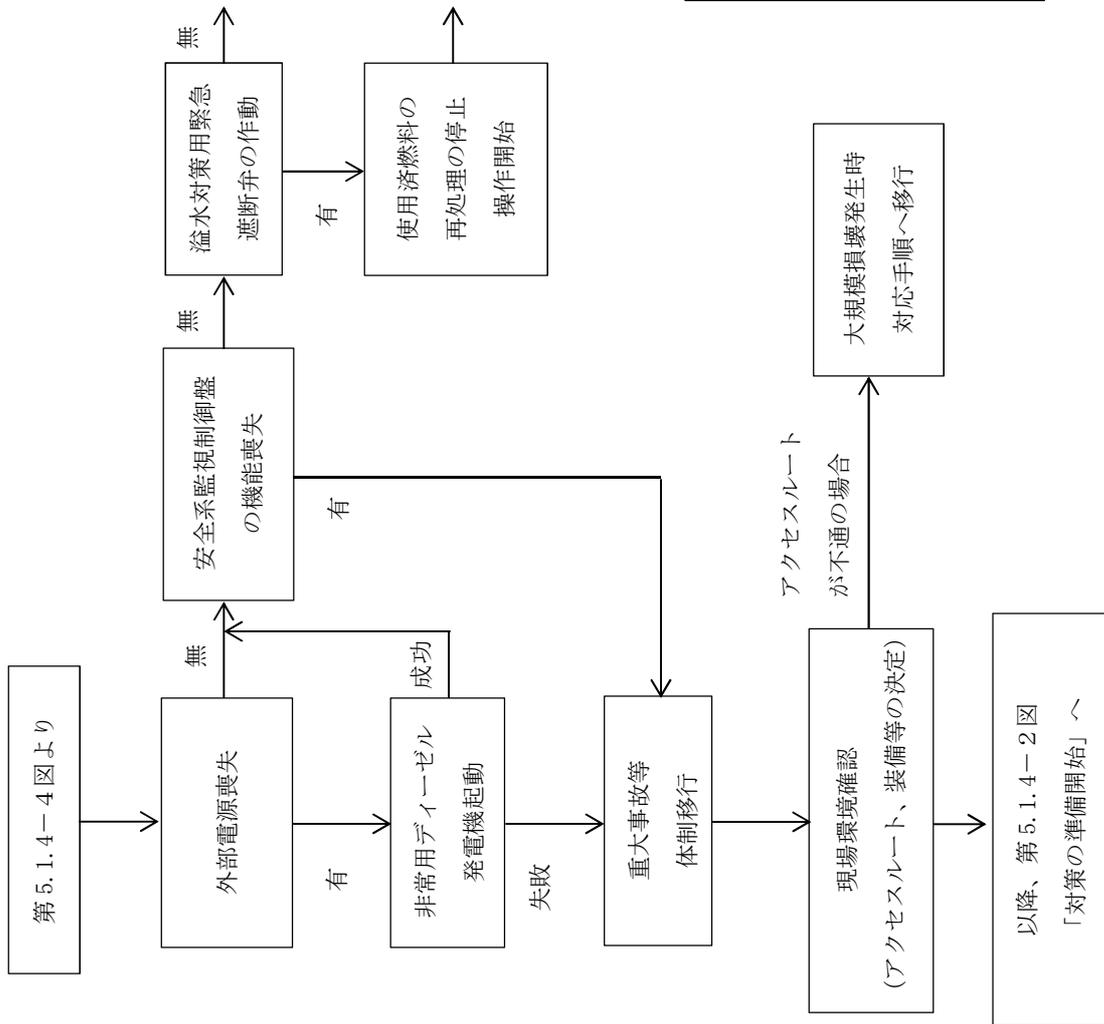 第5.1.4－4図より
外部電源喪失
無
有
非常用ディーゼル
発電機起動
成功
失敗
安全系監視制御盤
の機能喪失
無
有
溢水対策用緊急
遮断弁の作動
無
有
使用済燃料の
再処理の停止
操作開始
重大事故等
体制移行
現場環境確認
(アクセスルート、装備等の決定)
アクセスルート
が不通の場合
大規模損壊発生時
対応手順へ移行
以降、第5.1.4－2図
「対策の準備開始」へ